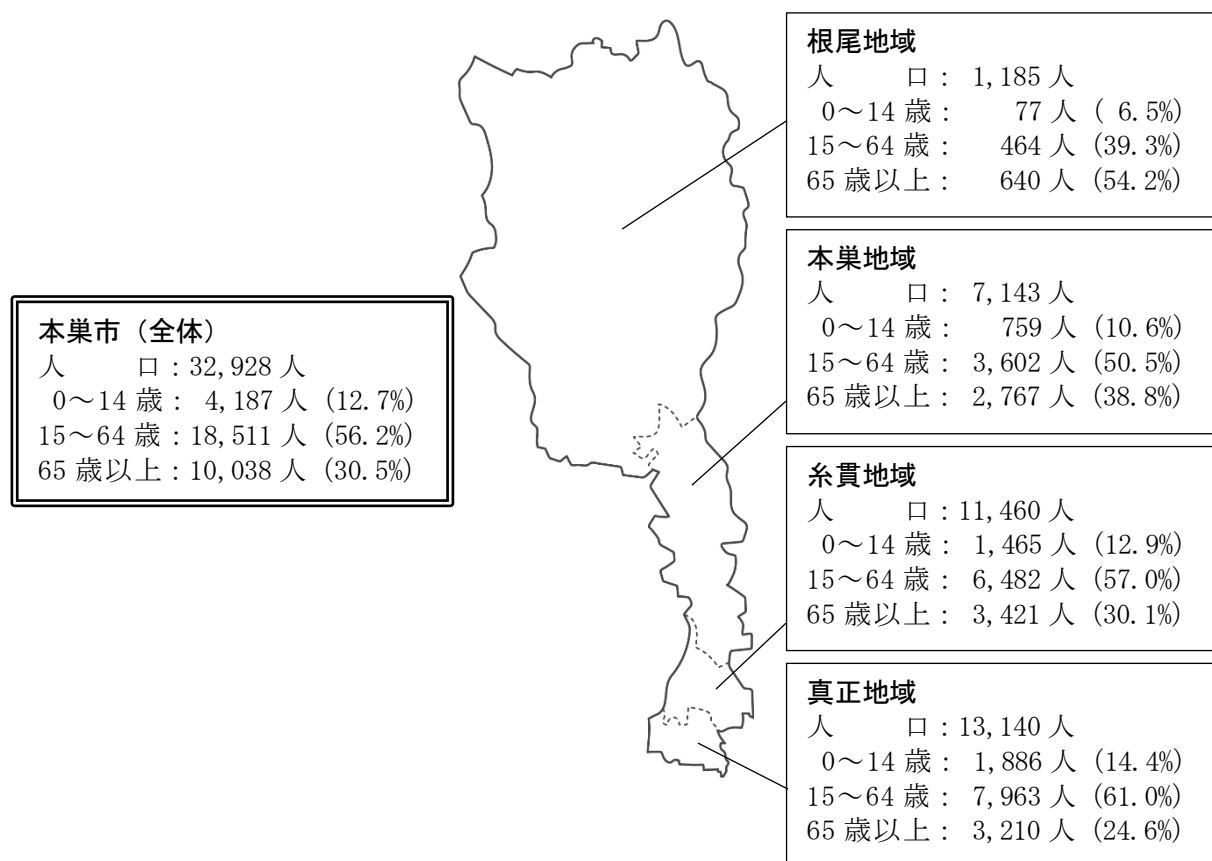 本巣市（全体）
人　　口：32,928 人
0～14 歳： 4,187 人 (12.7%)
15～64 歳：18,511 人 (56.2%)
65 歳以上：10,038 人 (30.5%)
根尾地域
人　　口： 1,185 人
0～14 歳： 77 人 ( 6.5%)
15～64 歳： 464 人 (39.3%)
65 歳以上： 640 人 (54.2%)
本巣地域
人　　口： 7,143 人
0～14 歳： 759 人 (10.6%)
15～64 歳： 3,602 人 (50.5%)
65 歳以上： 2,767 人 (38.8%)
糸貫地域
人　　口：11,460 人
0～14 歳： 1,465 人 (12.9%)
15～64 歳： 6,482 人 (57.0%)
65 歳以上： 3,421 人 (30.1%)
真正地域
人　　口：13,140 人
0～14 歳： 1,886 人 (14.4%)
15～64 歳： 7,963 人 (61.0%)
65 歳以上： 3,210 人 (24.6%)